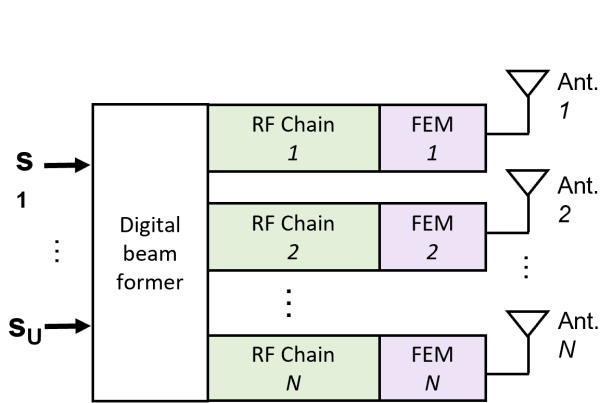 Ant.
1
RF Chain
1
FEM
1
s
1
Ant.
2
RF Chain
2
FEM
2
Digital
beam
former
⋮
⋮
⋮
s_U
Ant.
N
RF Chain
N
FEM
N